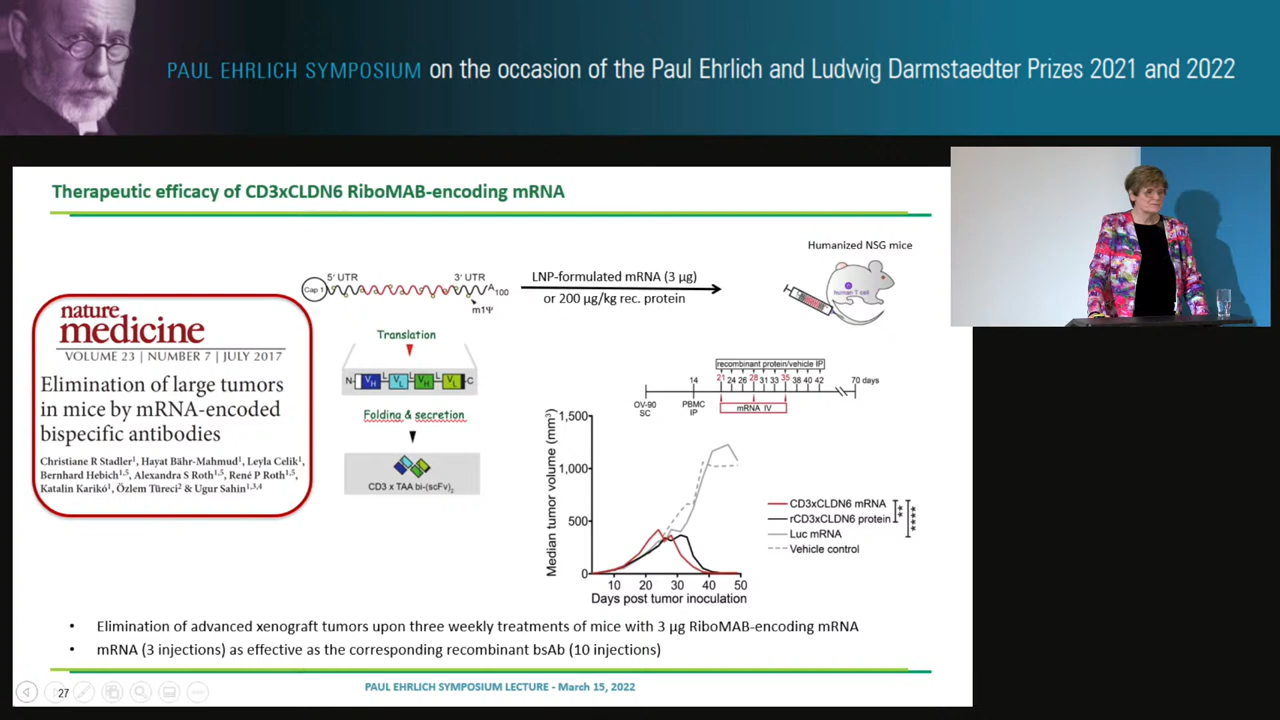 PAUL EHRLICH SYMPOSIUM on the occasion of the Paul Ehrlich and Ludwig Darmstaedter Prizes 2021 and 2022
Therapeutic efficacy of CD3xCLDN6 RiboMAB-encoding mRNA
nature
medicine
VOLUME 23 | NUMBER 7 | JULY 2017
Elimination of large tumors
in mice by mRNA-encoded
bispecific antibodies
Christiane R Stadler1, Hayat Bähr-Mahmud1, Leyla Celik1,
Bernhard Hebich1,5, Alexandra S Roth1,5, René P Roth1,5,
Katalin Karikó1, Özlem Türeci2 & Ugur Sahin1,3,4
Cap 1
5' UTR
3' UTR
A100
m1Ψ
Translation
N
VH
L
VL
L
VH
L
VL
C
Folding & secretion
CD3 x TAA bi-(scFv)2
LNP-formulated mRNA (3 µg)
or 200 µg/kg rec. protein
Humanized NSG mice
human T cell
recombinant protein/vehicle IP
14 21 24 26 28 31 33 35 38 40 42 70 days
OV-90
SC
PBMC
IP
mRNA IV
Median tumor volume (mm3)
1,500
1,000
500
0
10 20 30 40 50
Days post tumor inoculation
CD3xCLDN6 mRNA
rCD3xCLDN6 protein
Luc mRNA
Vehicle control
**
****
• Elimination of advanced xenograft tumors upon three weekly treatments of mice with 3 µg RiboMAB-encoding mRNA
• mRNA (3 injections) as effective as the corresponding recombinant bsAb (10 injections)
27
PAUL EHRLICH SYMPOSIUM LECTURE - March 15, 2022